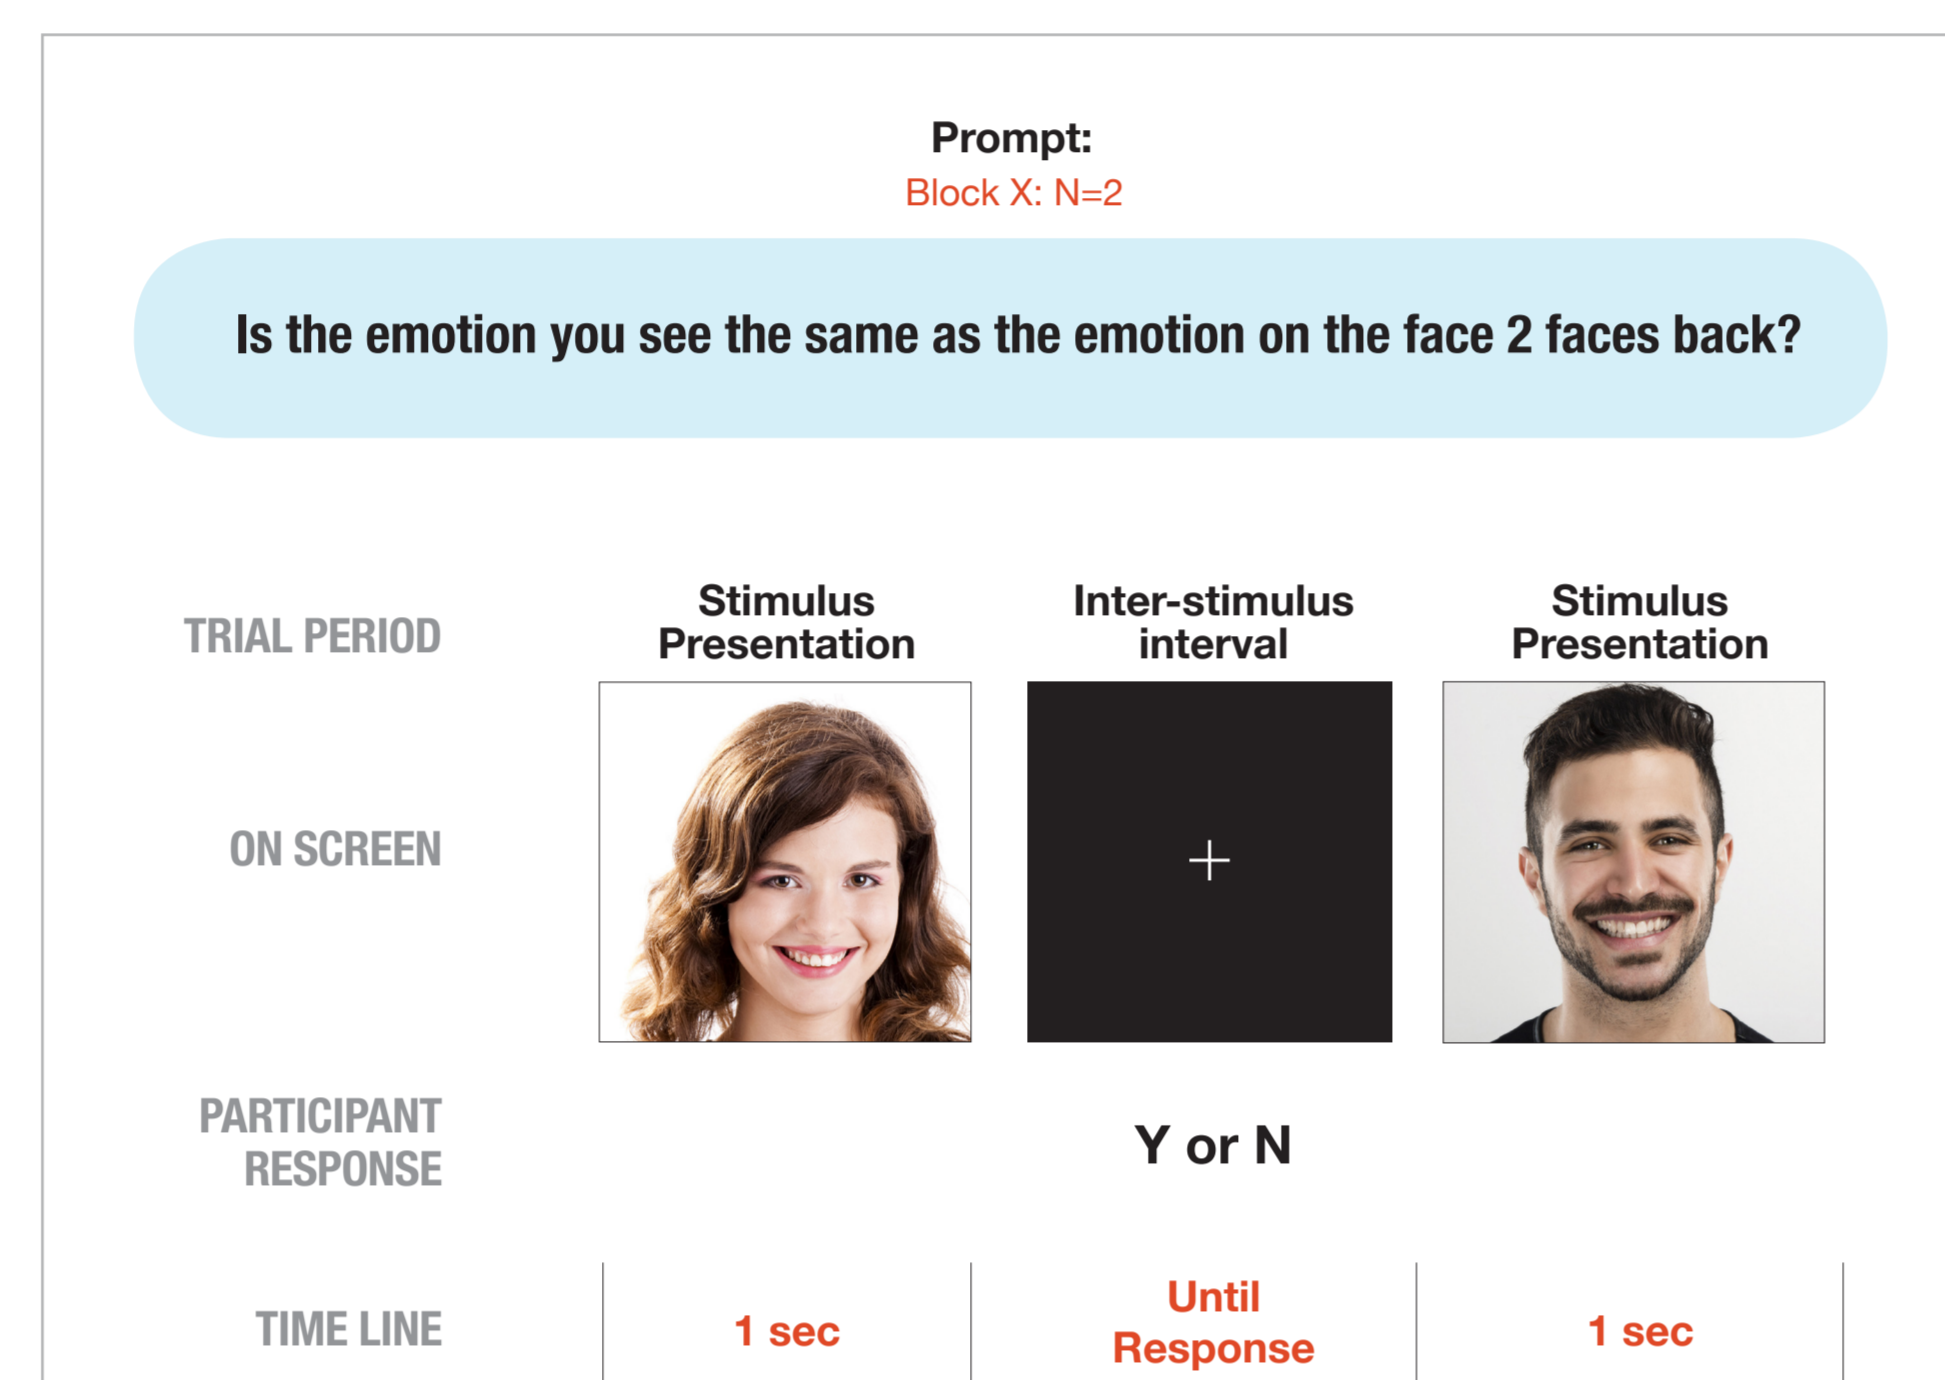 Prompt:
Block X: N=2
Is the emotion you see the same as the emotion on the face 2 faces back?
TRIAL PERIOD
Stimulus
Presentation
Inter-stimulus
interval
Stimulus
Presentation
ON SCREEN
PARTICIPANT
RESPONSE
Y or N
TIME LINE
1 sec
Until
Response
1 sec